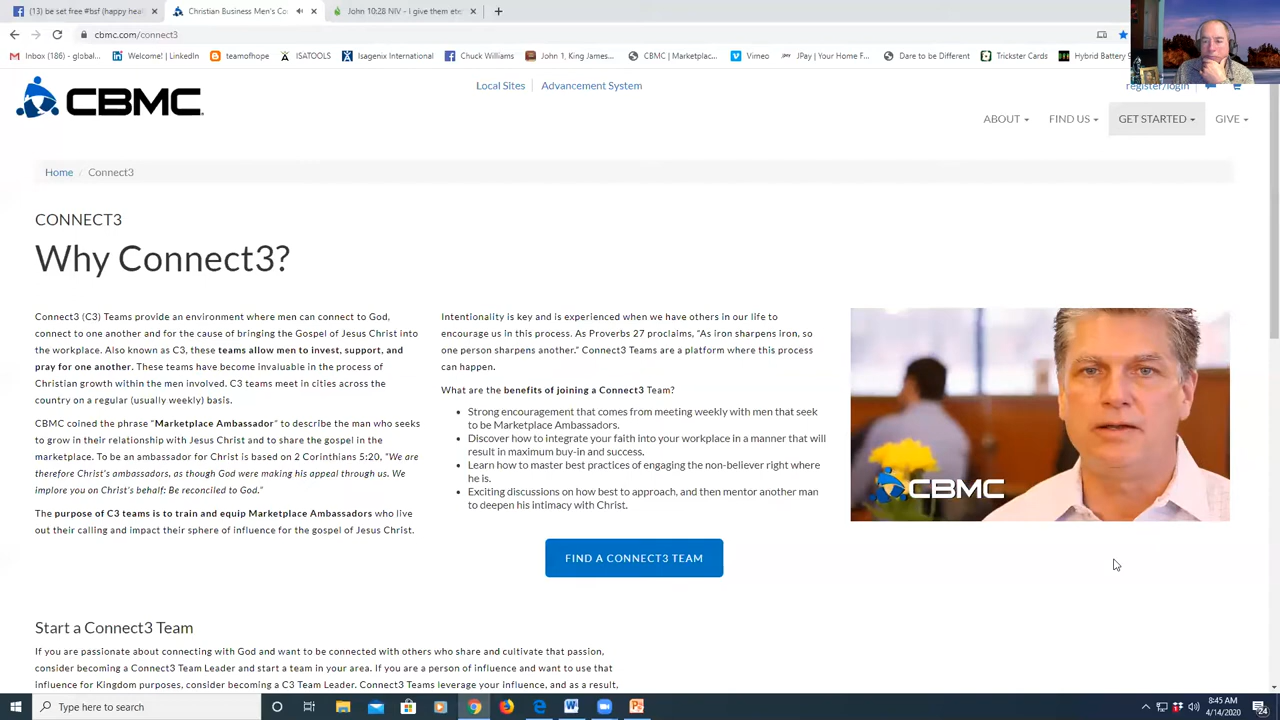 (13) be set free #bsf (happy heal
Christian Business Men's Co
John 10:28 NIV - I give them ete
cbmc.com/connect3
Inbox (186) - global...
Welcome! | LinkedIn
teamofhope
ISATOOLS
Isagenix International
Chuck Williams
John 1, King James...
CBMC | Marketplac...
Vimeo
JPay | Your Home F...
Dare to be Different
Trickster Cards
Hybrid Battery
CBMC
Local Sites
Advancement System
register/login
ABOUT
FIND US
GET STARTED
GIVE
Home / Connect3
CONNECT3
Why Connect3?
Connect3 (C3) Teams provide an environment where men can connect to God,
connect to one another and for the cause of bringing the Gospel of Jesus Christ into
the workplace. Also known as C3, these teams allow men to invest, support, and
pray for one another. These teams have become invaluable in the process of
Christian growth within the men involved. C3 teams meet in cities across the
country on a regular (usually weekly) basis.
CBMC coined the phrase "Marketplace Ambassador" to describe the man who seeks
to grow in their relationship with Jesus Christ and to share the gospel in the
marketplace. To be an ambassador for Christ is based on 2 Corinthians 5:20, "We are
therefore Christ's ambassadors, as though God were making his appeal through us. We
implore you on Christ's behalf: Be reconciled to God."
The purpose of C3 teams is to train and equip Marketplace Ambassadors who live
out their calling and impact their sphere of influence for the gospel of Jesus Christ.
Intentionality is key and is experienced when we have others in our life to
encourage us in this process. As Proverbs 27 proclaims, "As iron sharpens iron, so
one person sharpens another." Connect3 Teams are a platform where this process
can happen.
What are the benefits of joining a Connect3 Team?
• Strong encouragement that comes from meeting weekly with men that seek
to be Marketplace Ambassadors.
• Discover how to integrate your faith into your workplace in a manner that will
result in maximum buy-in and success.
• Learn how to master best practices of engaging the non-believer right where
he is.
• Exciting discussions on how best to approach, and then mentor another man
to deepen his intimacy with Christ.
CBMC
FIND A CONNECT3 TEAM
Start a Connect3 Team
If you are passionate about connecting with God and want to be connected with others who share and cultivate that passion,
consider becoming a Connect3 Team Leader and start a team in your area. If you are a person of influence and want to use that
influence for Kingdom purposes, consider becoming a C3 Team Leader. Connect3 Teams leverage your influence, and as a result,
Type here to search
8:45 AM
4/14/2020
24